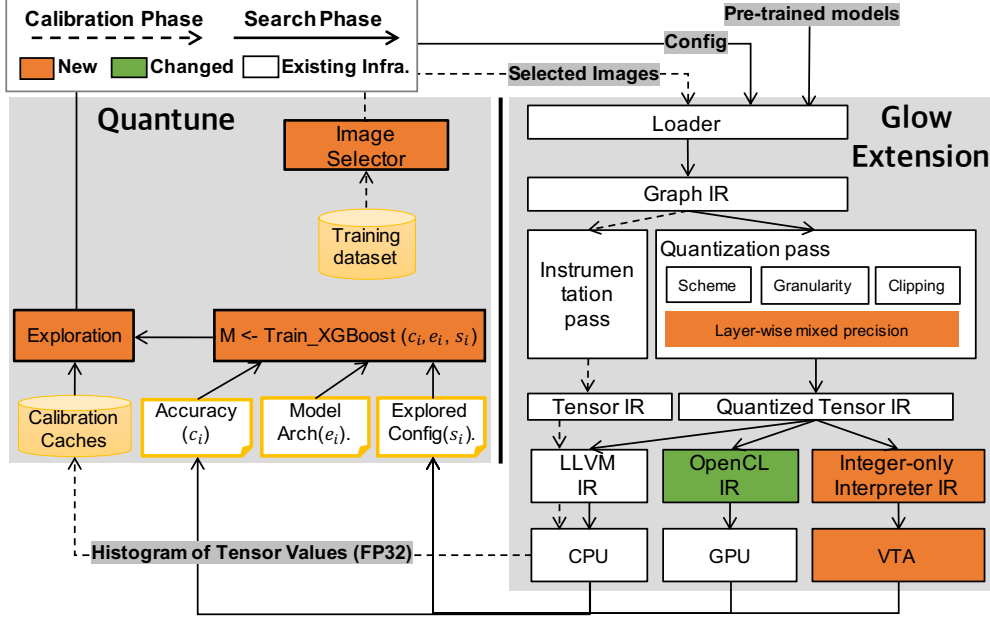 Calibration Phase
Search Phase
New
Changed
Existing Infra.
Pre-trained models
Config
Selected Images
Quantune
Image
Selector
Training
dataset
Exploration
M <- Train_XGBoost (cᵢ, eᵢ, sᵢ)
Calibration
Caches
Accuracy
(cᵢ)
Model
Arch(eᵢ).
Explored
Config(sᵢ).
Histogram of Tensor Values (FP32)
Glow
Extension
Loader
Graph IR
Instrumen
tation
pass
Quantization pass
Scheme
Granularity
Clipping
Layer-wise mixed precision
Tensor IR
Quantized Tensor IR
LLVM
IR
OpenCL
IR
Integer-only
Interpreter IR
CPU
GPU
VTA